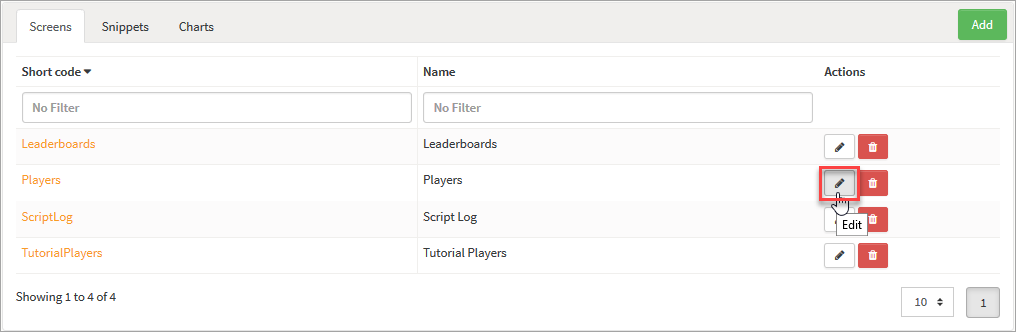 Screens Snippets Charts Add
Short code Name Actions
No Filter No Filter
Leaderboards Leaderboards
Players Players
ScriptLog Script Log
Edit
TutorialPlayers Tutorial Players
Showing 1 to 4 of 4 10 1